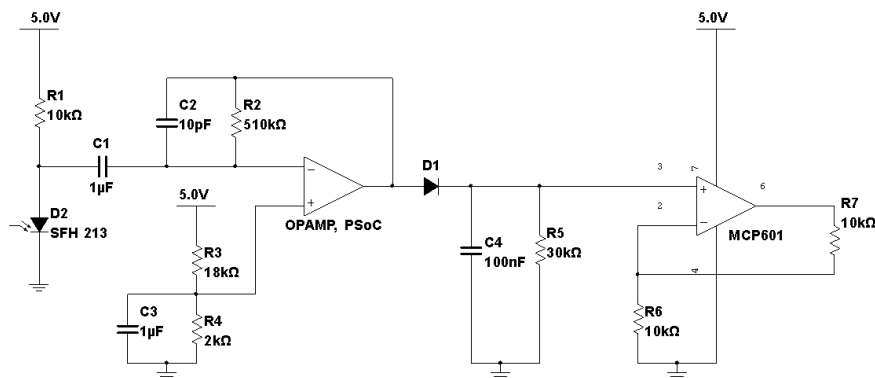 5.0V
5.0V
R1
10kΩ
C2
10pF
R2
510kΩ
C1
1µF
D1
D2
SFH 213
5.0V
OPAMP, PSoC
3
7
6
2
4
R7
10kΩ
MCP601
R3
18kΩ
C4
100nF
R5
30kΩ
C3
1µF
R4
2kΩ
R6
10kΩ